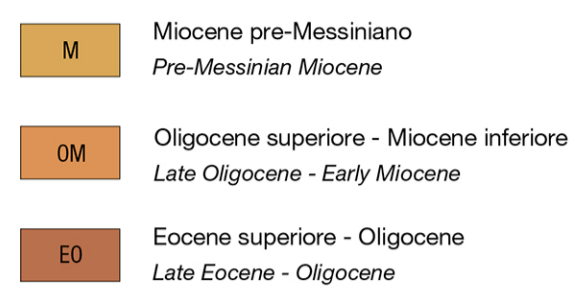 M
Miocene pre-Messiniano
Pre-Messinian Miocene
OM
Oligocene superiore - Miocene inferiore
Late Oligocene - Early Miocene
EO
Eocene superiore - Oligocene
Late Eocene - Oligocene